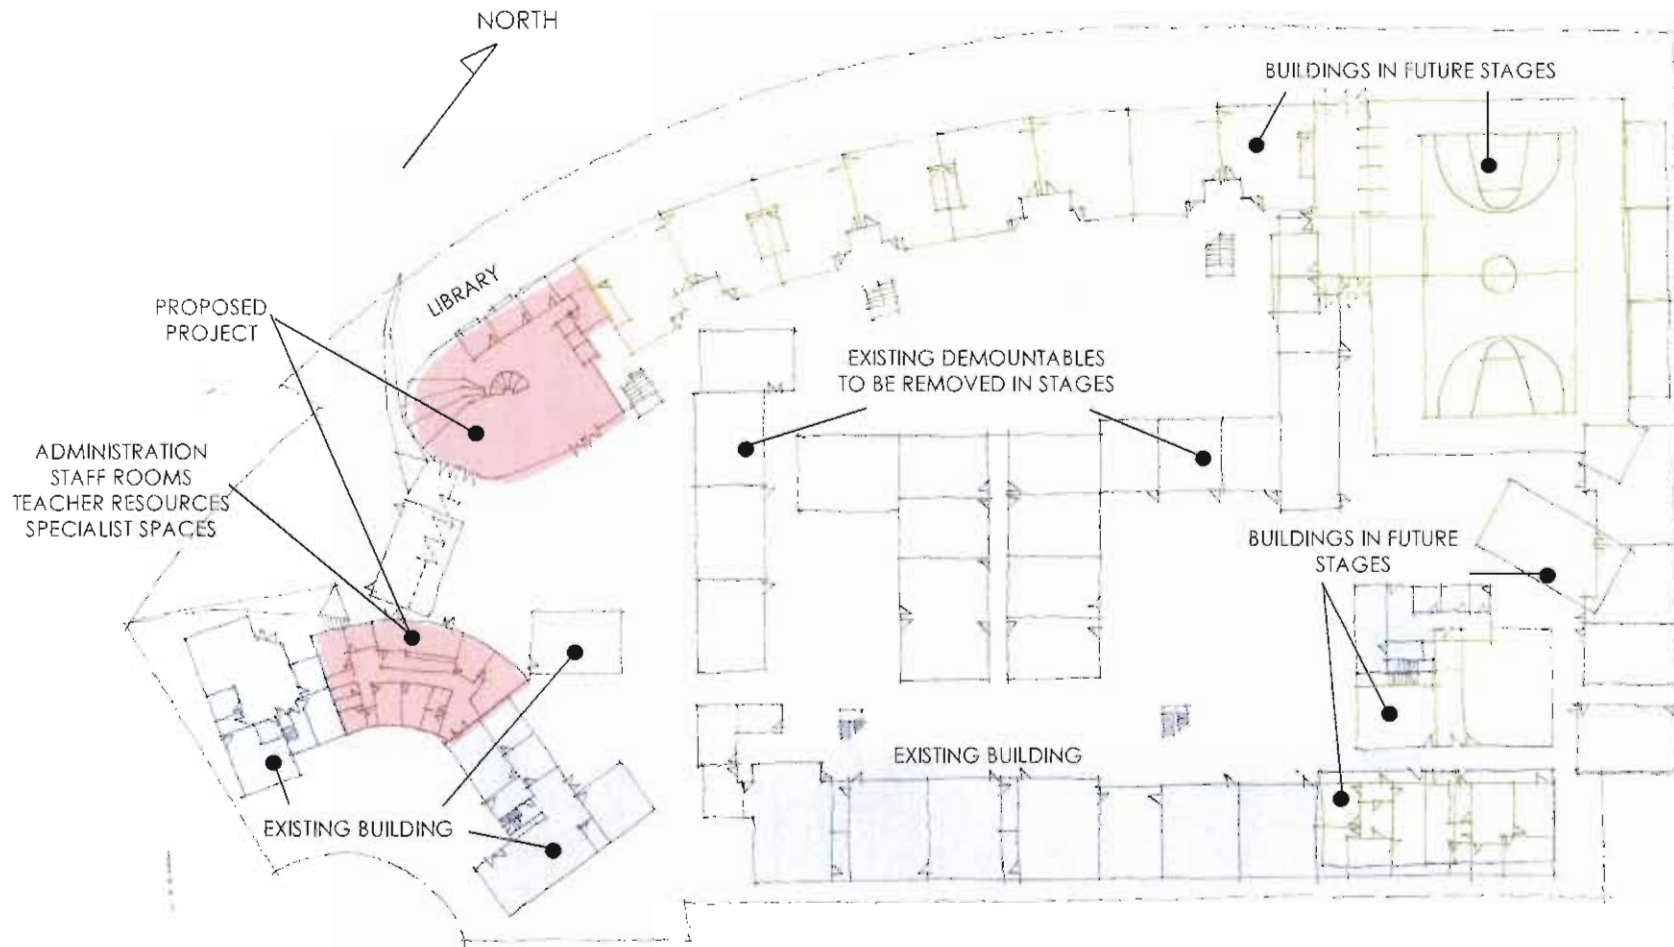 NORTH
BUILDINGS IN FUTURE STAGES
LIBRARY
PROPOSED
PROJECT
EXISTING DEMOUNTABLES
TO BE REMOVED IN STAGES
ADMINISTRATION
STAFF ROOMS
TEACHER RESOURCES
SPECIALIST SPACES
BUILDINGS IN FUTURE
STAGES
EXISTING BUILDING
EXISTING BUILDING